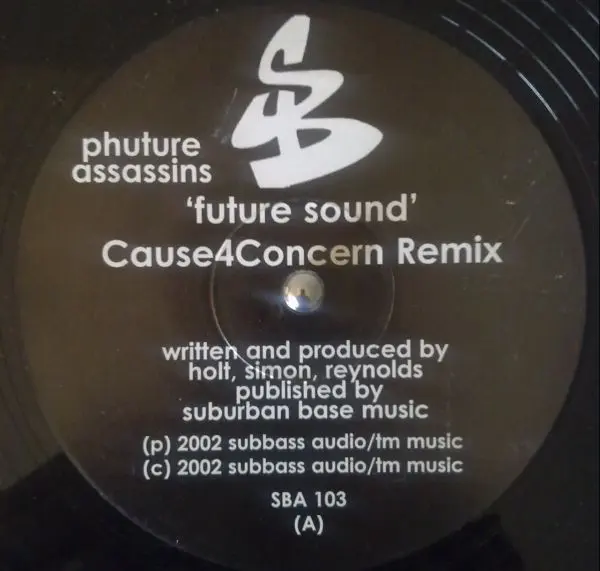 phuture
assassins
'future sound'
Cause4Concern Remix
written and produced by
holt, simon, reynolds
published by
suburban base music
(p) 2002 subbass audio/tm music
(c) 2002 subbass audio/tm music
SBA 103
(A)